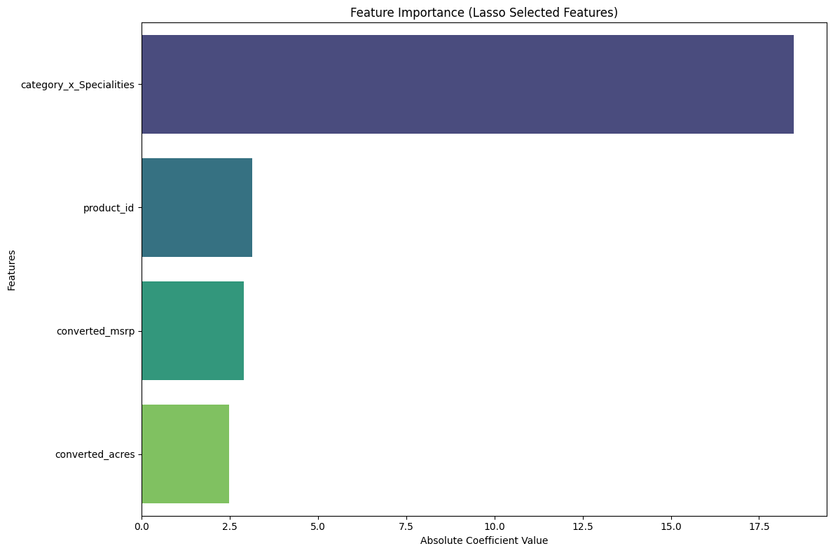 Feature Importance (Lasso Selected Features)
category_x_Specialities
product_id
converted_msrp
converted_acres
Features
0.0 2.5 5.0 7.5 10.0 12.5 15.0 17.5
Absolute Coefficient Value